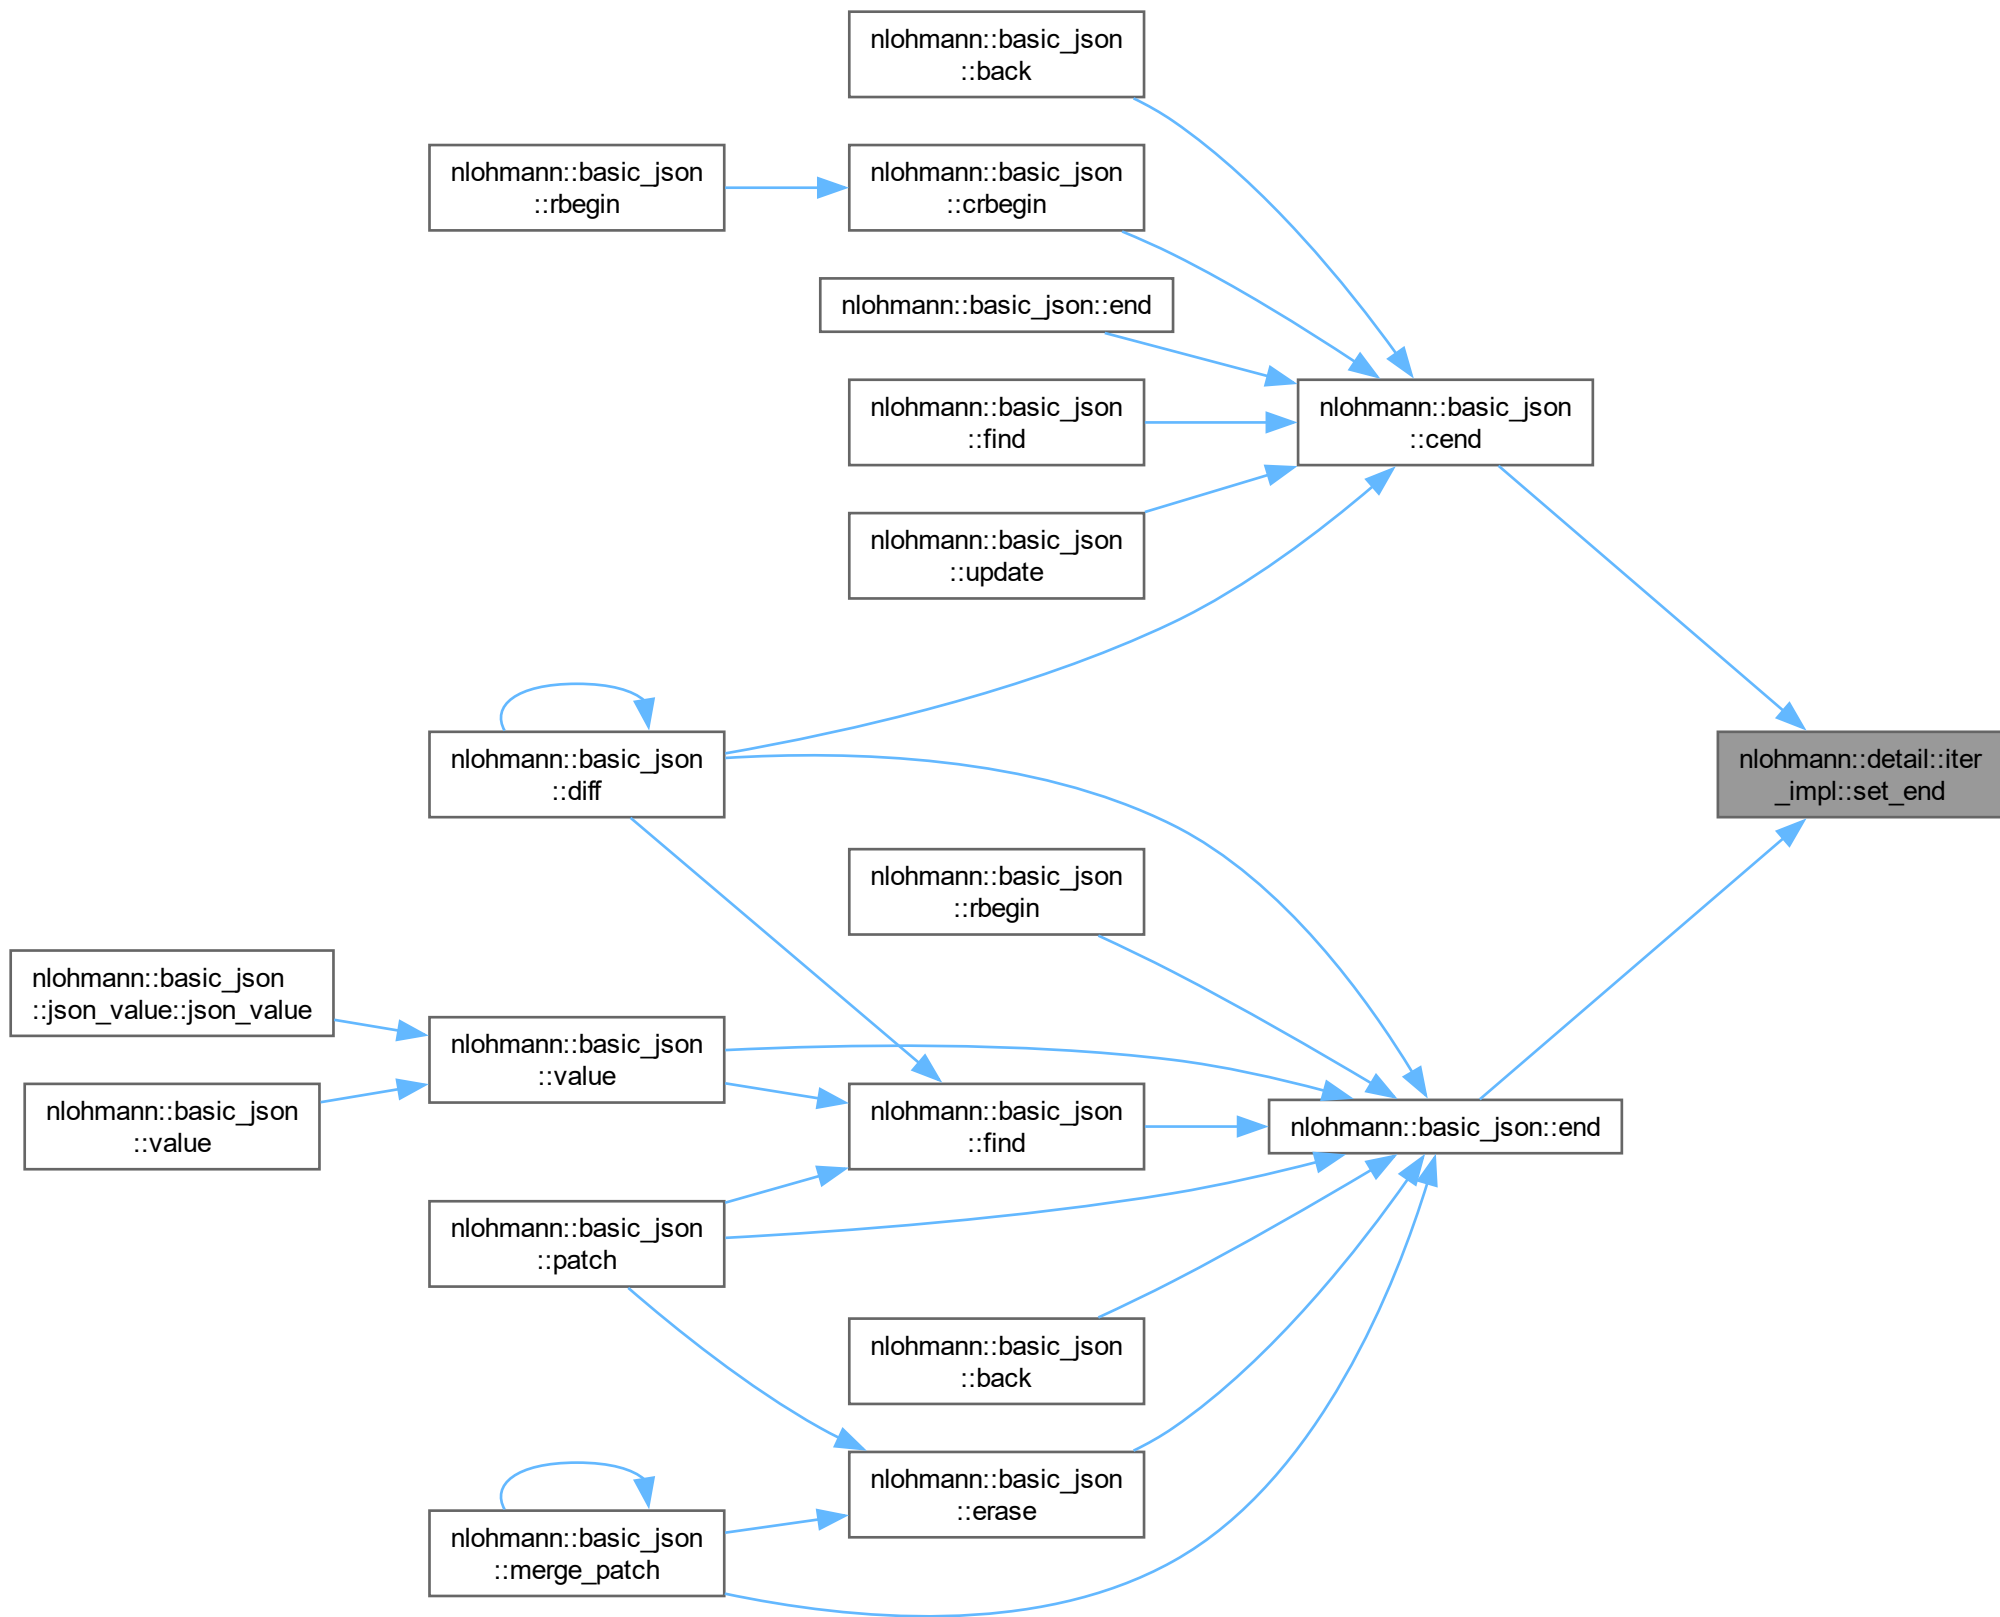 nlohmann::basic_json
::back
nlohmann::basic_json
::rbegin
nlohmann::basic_json
::crbegin
nlohmann::basic_json::end
nlohmann::basic_json
::find
nlohmann::basic_json
::cend
nlohmann::basic_json
::update
nlohmann::basic_json
::diff
nlohmann::detail::iter
_impl::set_end
nlohmann::basic_json
::rbegin
nlohmann::basic_json
::json_value::json_value
nlohmann::basic_json
::value
nlohmann::basic_json
::value
nlohmann::basic_json
::find
nlohmann::basic_json::end
nlohmann::basic_json
::patch
nlohmann::basic_json
::back
nlohmann::basic_json
::erase
nlohmann::basic_json
::merge_patch